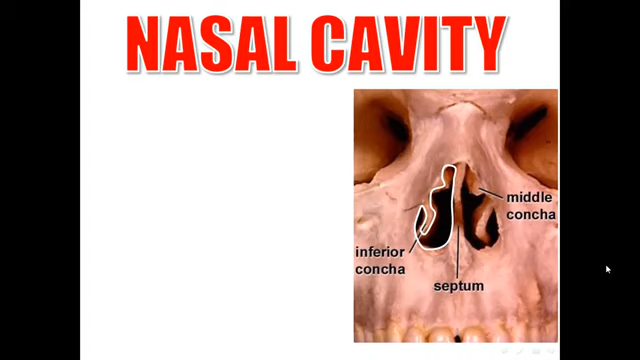 NASAL CAVITY
middle
concha
inferior
concha
septum